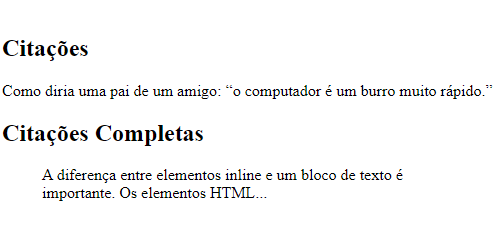 Citações
Como diria uma pai de um amigo: “o computador é um burro muito rápido.”
Citações Completas
A diferença entre elementos inline e um bloco de texto é
importante. Os elementos HTML...